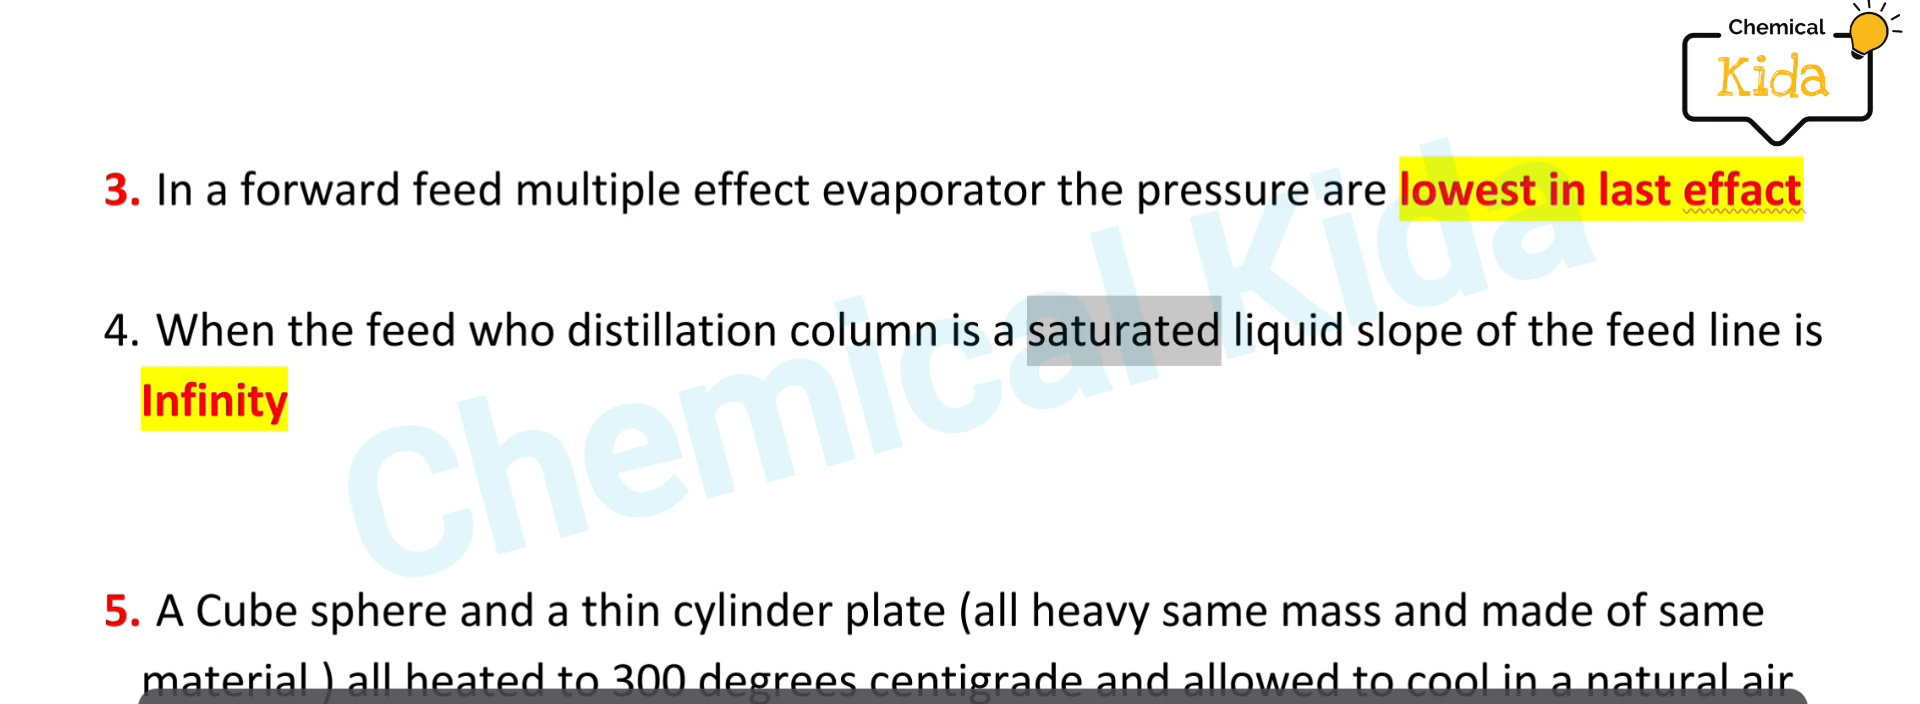 Chemical
Kida
3. In a forward feed multiple effect evaporator the pressure are lowest in last effact
4. When the feed who distillation column is a saturated liquid slope of the feed line is
Infinity
Chemical Kida
5. A Cube sphere and a thin cylinder plate (all heavy same mass and made of same
material ) all heated to 300 degrees centigrade and allowed to cool in a natural air